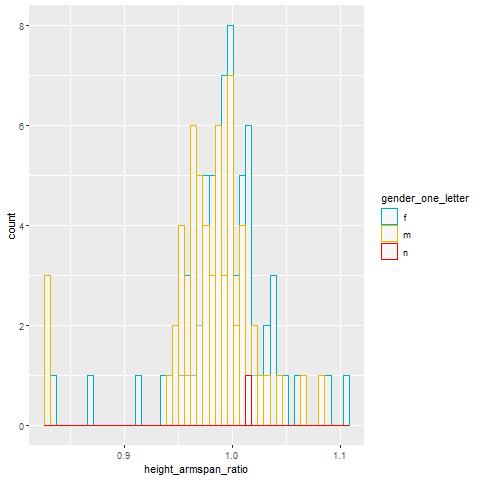 8
6
4
2
0
count
0.9
1.0
1.1
height_armspan_ratio
gender_one_letter
f
m
n